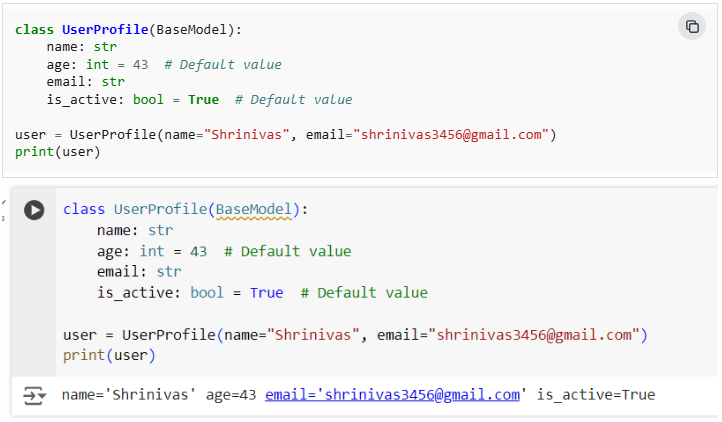 class UserProfile(BaseModel):
    name: str
    age: int = 43  # Default value
    email: str
    is_active: bool = True  # Default value

user = UserProfile(name="Shrinivas", email="shrinivas3456@gmail.com")
print(user)
class UserProfile(BaseModel):
    name: str
    age: int = 43  # Default value
    email: str
    is_active: bool = True  # Default value

user = UserProfile(name="Shrinivas", email="shrinivas3456@gmail.com")
print(user)
name='Shrinivas' age=43 email='shrinivas3456@gmail.com' is_active=True